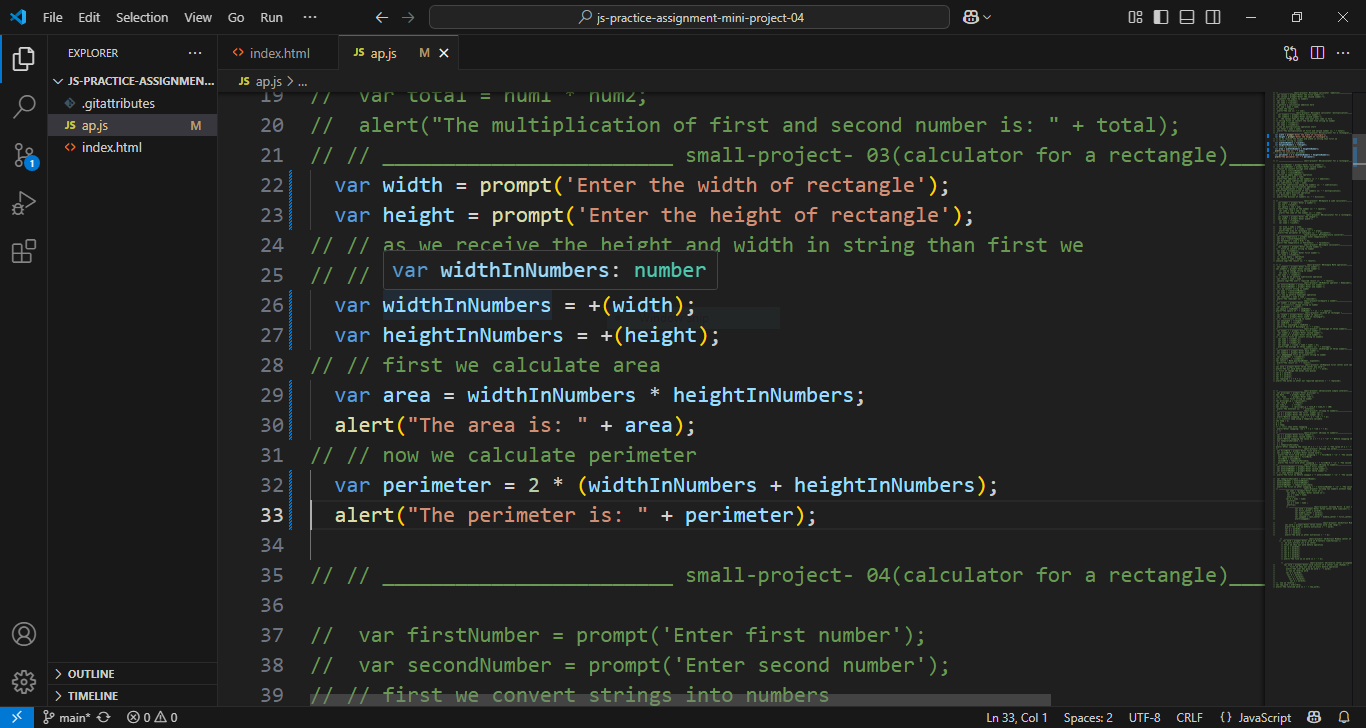 File Edit Selection View Go Run ···
js-practice-assignment-mini-project-04
EXPLORER ···
JS-PRACTICE-ASSIGNMEN...
.gitattributes
JS ap.js M
<> index.html
OUTLINE
TIMELINE
1
<> index.html
JS ap.js M
JS ap.js > ...
19 //  var total = num1 * num2;
20 //  alert("The multiplication of first and second number is: " + total);
21 // // ________________________ small-project- 03(calculator for a rectangle)___
22   var width = prompt('Enter the width of rectangle');
23   var height = prompt('Enter the height of rectangle');
24 // // as we receive the height and width in string than first we
25 // //
var widthInNumbers: number
26   var widthInNumbers = +(width);
27   var heightInNumbers = +(height);
28 // // first we calculate area
29   var area = widthInNumbers * heightInNumbers;
30   alert("The area is: " + area);
31 // // now we calculate perimeter
32   var perimeter = 2 * (widthInNumbers + heightInNumbers);
33   alert("The perimeter is: " + perimeter);
34
35 // // ________________________ small-project- 04(calculator for a rectangle)___
36
37 //  var firstNumber = prompt('Enter first number');
38 //  var secondNumber = prompt('Enter second number');
39 // // first we convert strings into numbers
main* 0 0 Ln 33, Col 1 Spaces: 2 UTF-8 CRLF {} JavaScript